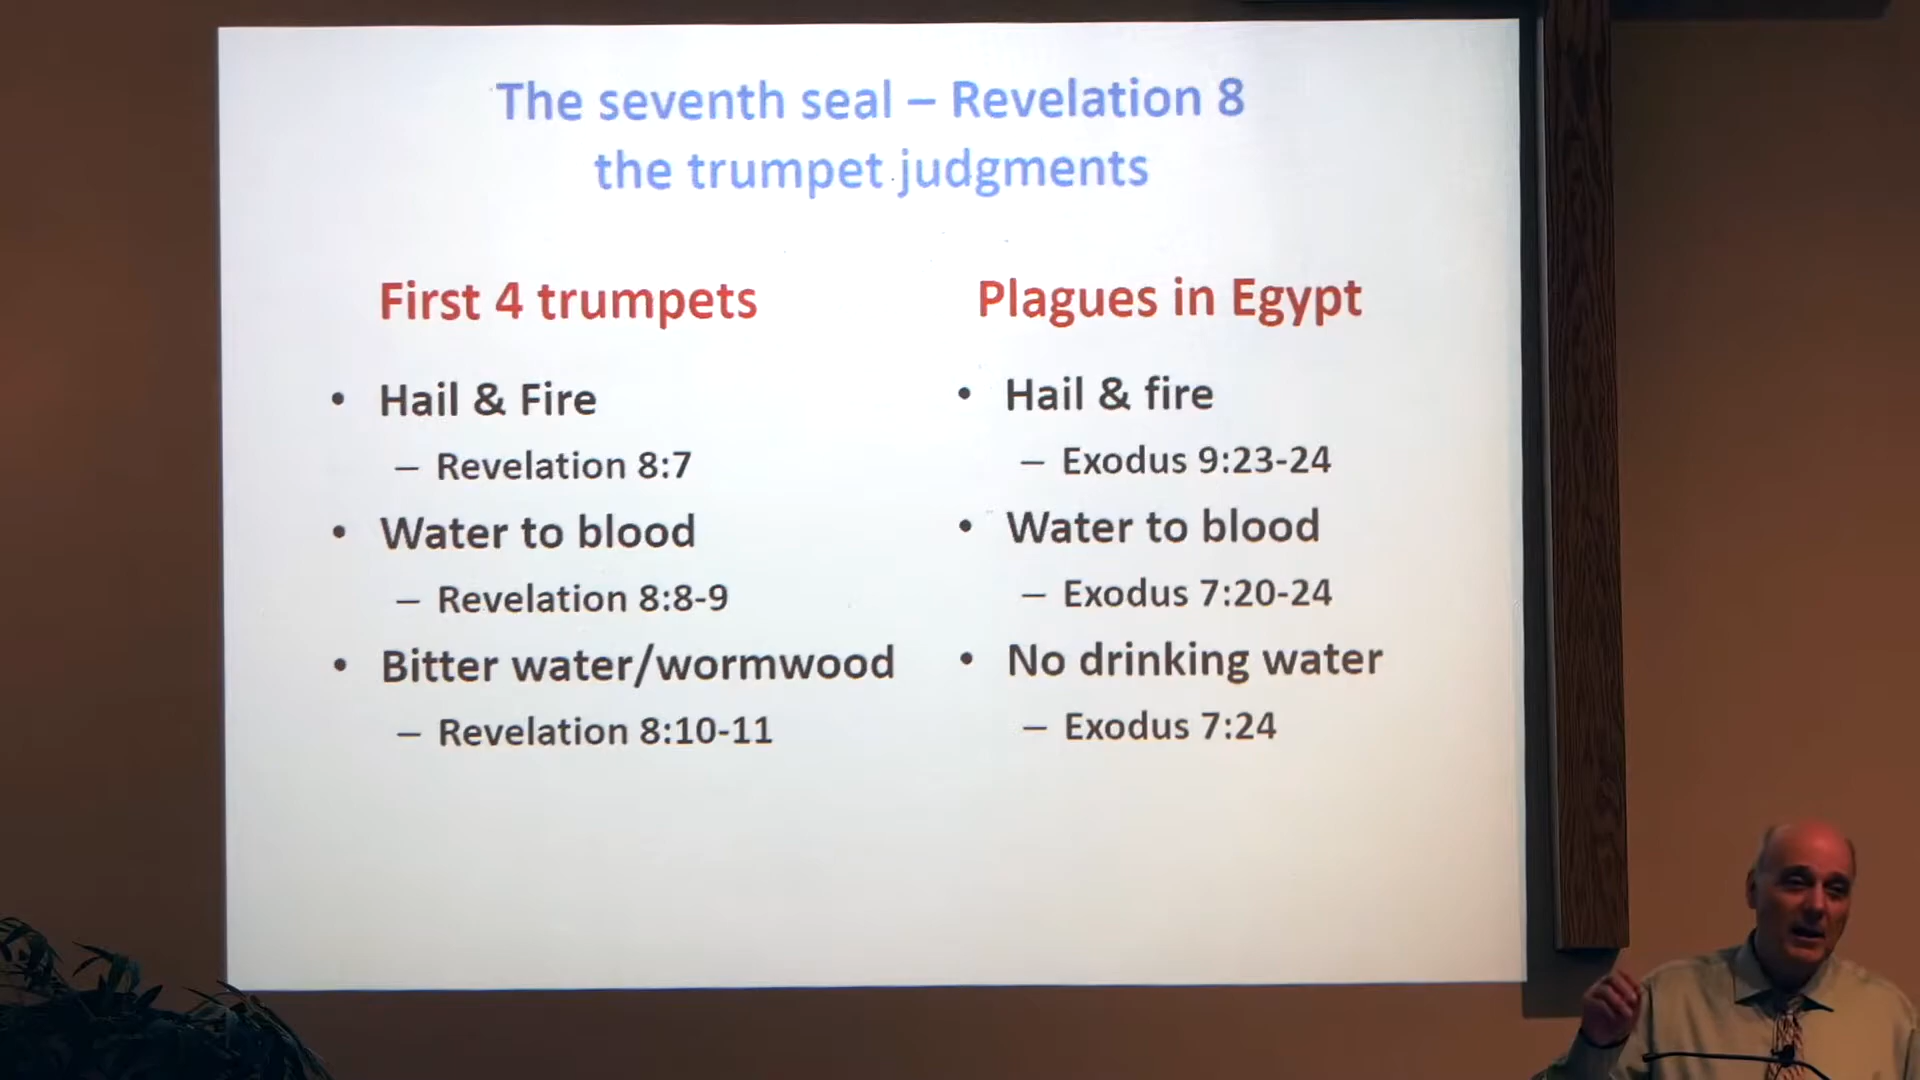 The seventh seal – Revelation 8
the trumpet judgments
First 4 trumpets
• Hail & Fire
– Revelation 8:7
• Water to blood
– Revelation 8:8-9
• Bitter water/wormwood
– Revelation 8:10-11
Plagues in Egypt
• Hail & fire
– Exodus 9:23-24
• Water to blood
– Exodus 7:20-24
• No drinking water
– Exodus 7:24